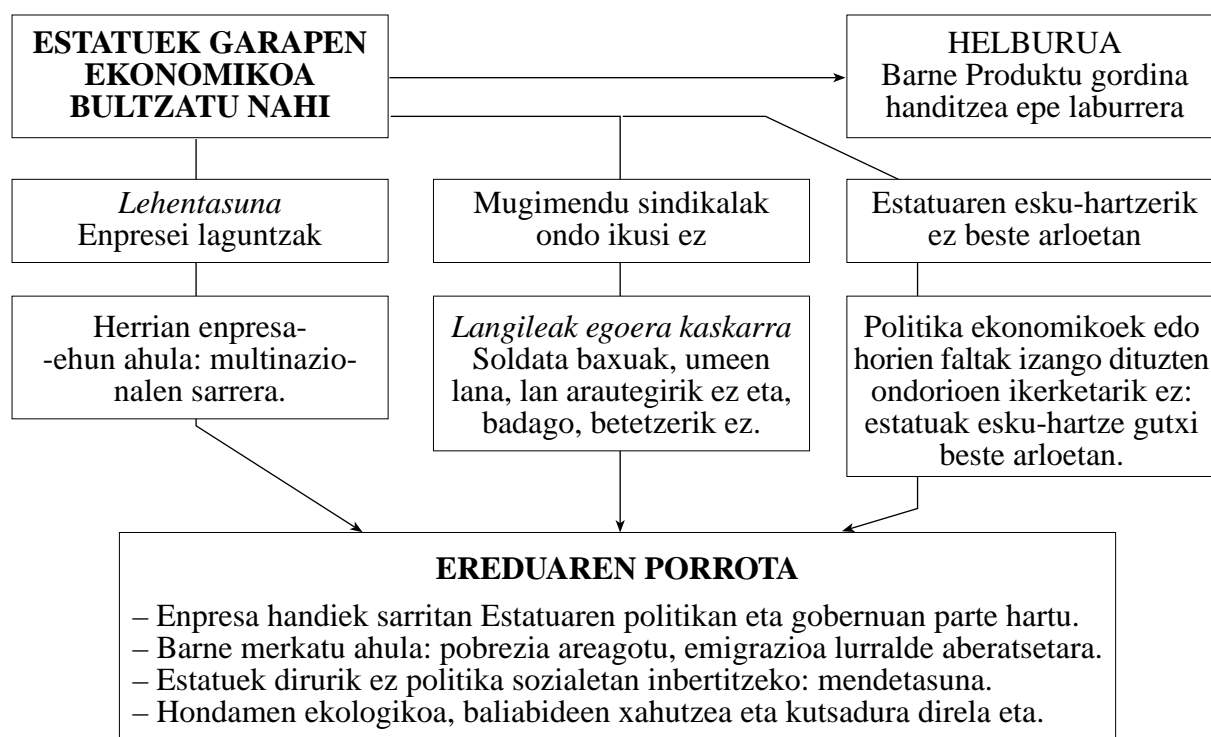 ESTATUEK GARAPEN
EKONOMIKOA
BULTZATU NAHI
HELBURUA
Barne Produktu gordina
handitzea epe laburrera
Lehentasuna
Enpresei laguntzak
Mugimendu sindikalak
ondo ikusi ez
Estatuaren esku-hartzerik
ez beste arloetan
Herrian enpresa-
-ehun ahula: multinazio-
nalen sarrera.
Langileak egoera kaskarra
Soldata baxuak, umeen
lana, lan arautegirik ez eta,
badago, betetzerik ez.
Politika ekonomikoek edo
horien faltak izango dituzten
ondorioen ikerketarik ez:
estatuak esku-hartze gutxi
beste arloetan.
EREDUAREN PORROTA
– Enpresa handiek sarritan Estatuaren politikan eta gobernuan parte hartu.
– Barne merkatu ahula: pobrezia areagotu, emigrazioa lurralde aberatsetara.
– Estatuek dirurik ez politika sozialetan inbertitzeko: mendetasuna.
– Hondamen ekologikoa, baliabideen xahutzea eta kutsadura direla eta.